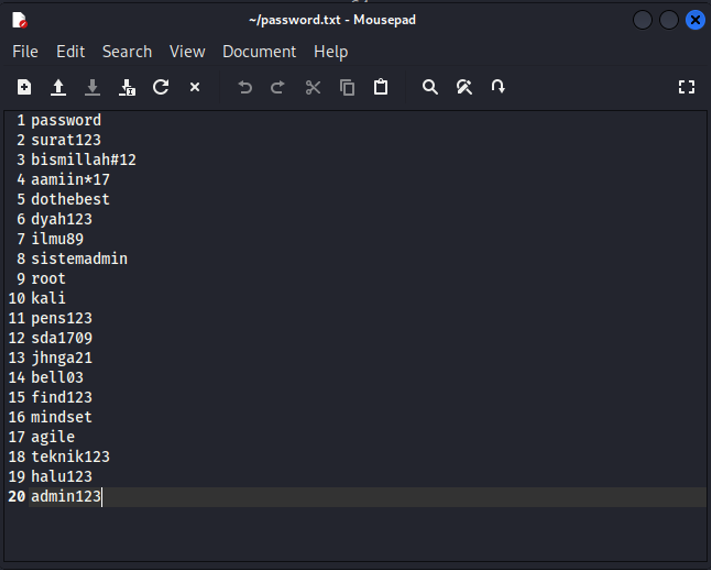 ~/password.txt - Mousepad
File Edit Search View Document Help
1 password
2 surat123
3 bismillah#12
4 aamiin*17
5 dothebest
6 dyah123
7 ilmu89
8 sistemadmin
9 root
10 kali
11 pens123
12 sda1709
13 jhnga21
14 bell03
15 find123
16 mindset
17 agile
18 teknik123
19 halu123
20 admin123